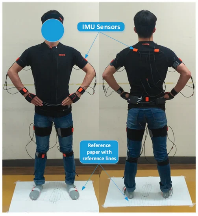 IMU Sensors
Reference
paper with
reference lines